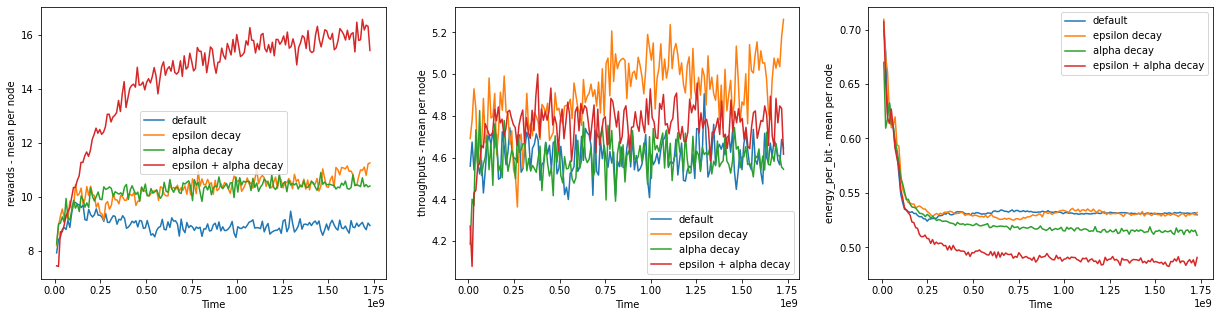 rewards - mean per node
16
14
12
10
8
default
epsilon decay
alpha decay
epsilon + alpha decay
0.00 0.25 0.50 0.75 1.00 1.25 1.50 1.75
Time
1e9
throughputs - mean per node
5.2
5.0
4.8
4.6
4.4
4.2
default
epsilon decay
alpha decay
epsilon + alpha decay
0.00 0.25 0.50 0.75 1.00 1.25 1.50 1.75
Time
1e9
energy_per_bit - mean per node
0.70
0.65
0.60
0.55
0.50
default
epsilon decay
alpha decay
epsilon + alpha decay
0.00 0.25 0.50 0.75 1.00 1.25 1.50 1.75
Time
1e9